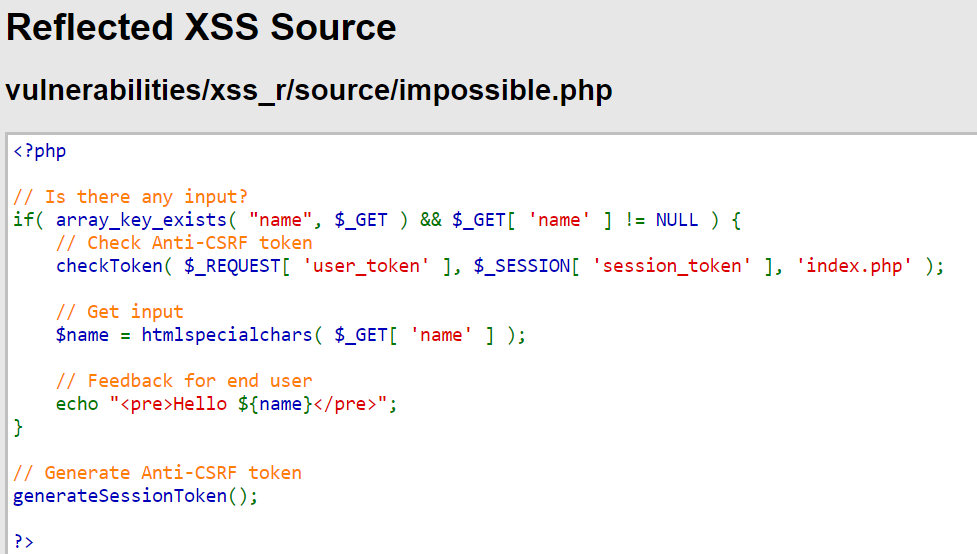 Reflected XSS Source
vulnerabilities/xss_r/source/impossible.php
<?php
// Is there any input?
if( array_key_exists( "name", $_GET ) && $_GET[ 'name' ] != NULL ) {
    // Check Anti-CSRF token
    checkToken( $_REQUEST[ 'user_token' ], $_SESSION[ 'session_token' ], 'index.php' );
    // Get input
    $name = htmlspecialchars( $_GET[ 'name' ] );
    // Feedback for end user
    echo "<pre>Hello ${name}</pre>";
}
// Generate Anti-CSRF token
generateSessionToken();
?>